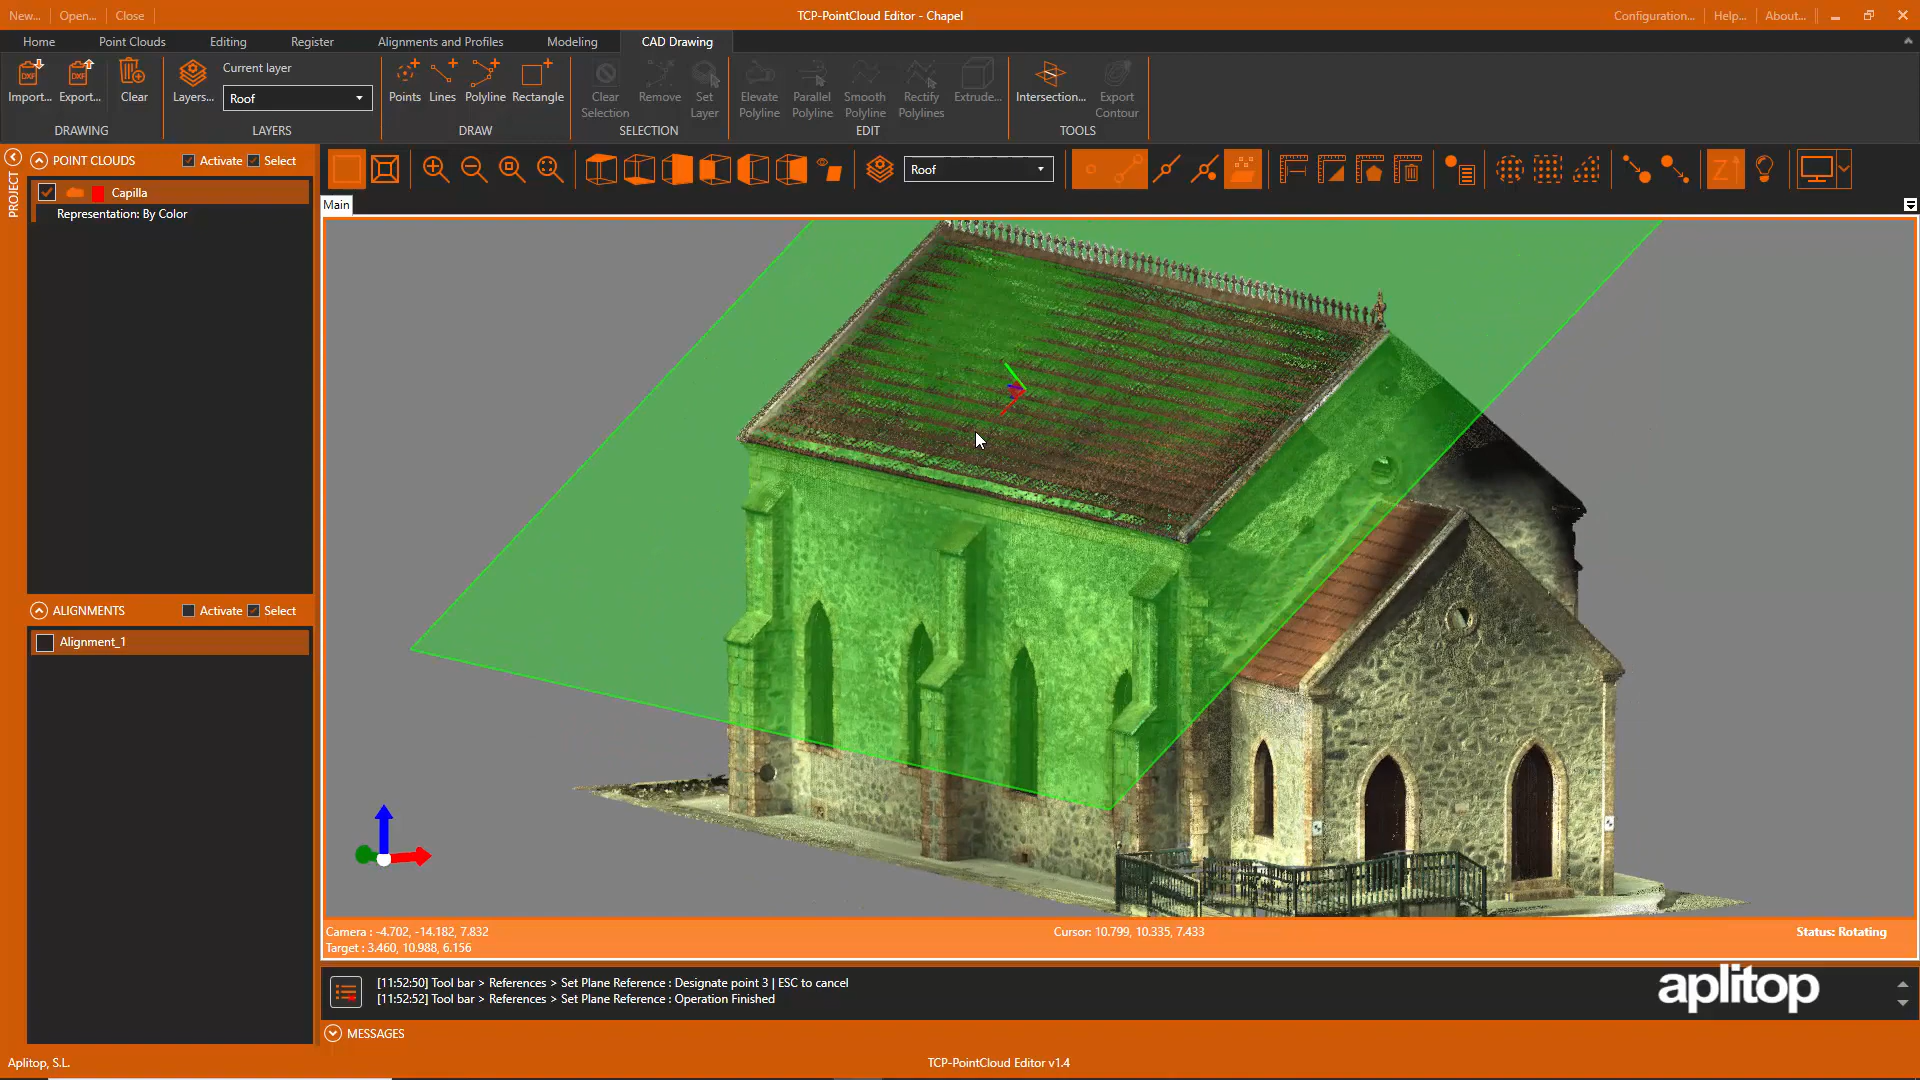 New...
Open...
Close
TCP-PointCloud Editor - Chapel
Configuration...
Help...
About...
Home
Point Clouds
Editing
Register
Alignments and Profiles
Modeling
CAD Drawing
Import...
Export...
Clear
DXF
DXF
DRAWING
Layers...
Current layer
Roof
LAYERS
Points
Lines
Polyline
Rectangle
DRAW
Clear
Selection
Remove
Set
Layer
SELECTION
Elevate
Polyline
Parallel
Polyline
Smooth
Polyline
Rectify
Polylines
Extrude...
EDIT
Intersection...
Export
Contour
TOOLS
PROJECT
POINT CLOUDS
Activate
Select
Capilla
Representation: By Color
ALIGNMENTS
Activate
Select
Alignment_1
Roof
Z
Main
Camera : -4.702, -14.182, 7.832
Target : 3.460, 10.988, 6.156
Cursor: 10.799, 10.335, 7.433
Status: Rotating
[11:52:50] Tool bar > References > Set Plane Reference : Designate point 3 | ESC to cancel
[11:52:52] Tool bar > References > Set Plane Reference : Operation Finished
aplitop
MESSAGES
Aplitop, S.L.
TCP-PointCloud Editor v1.4